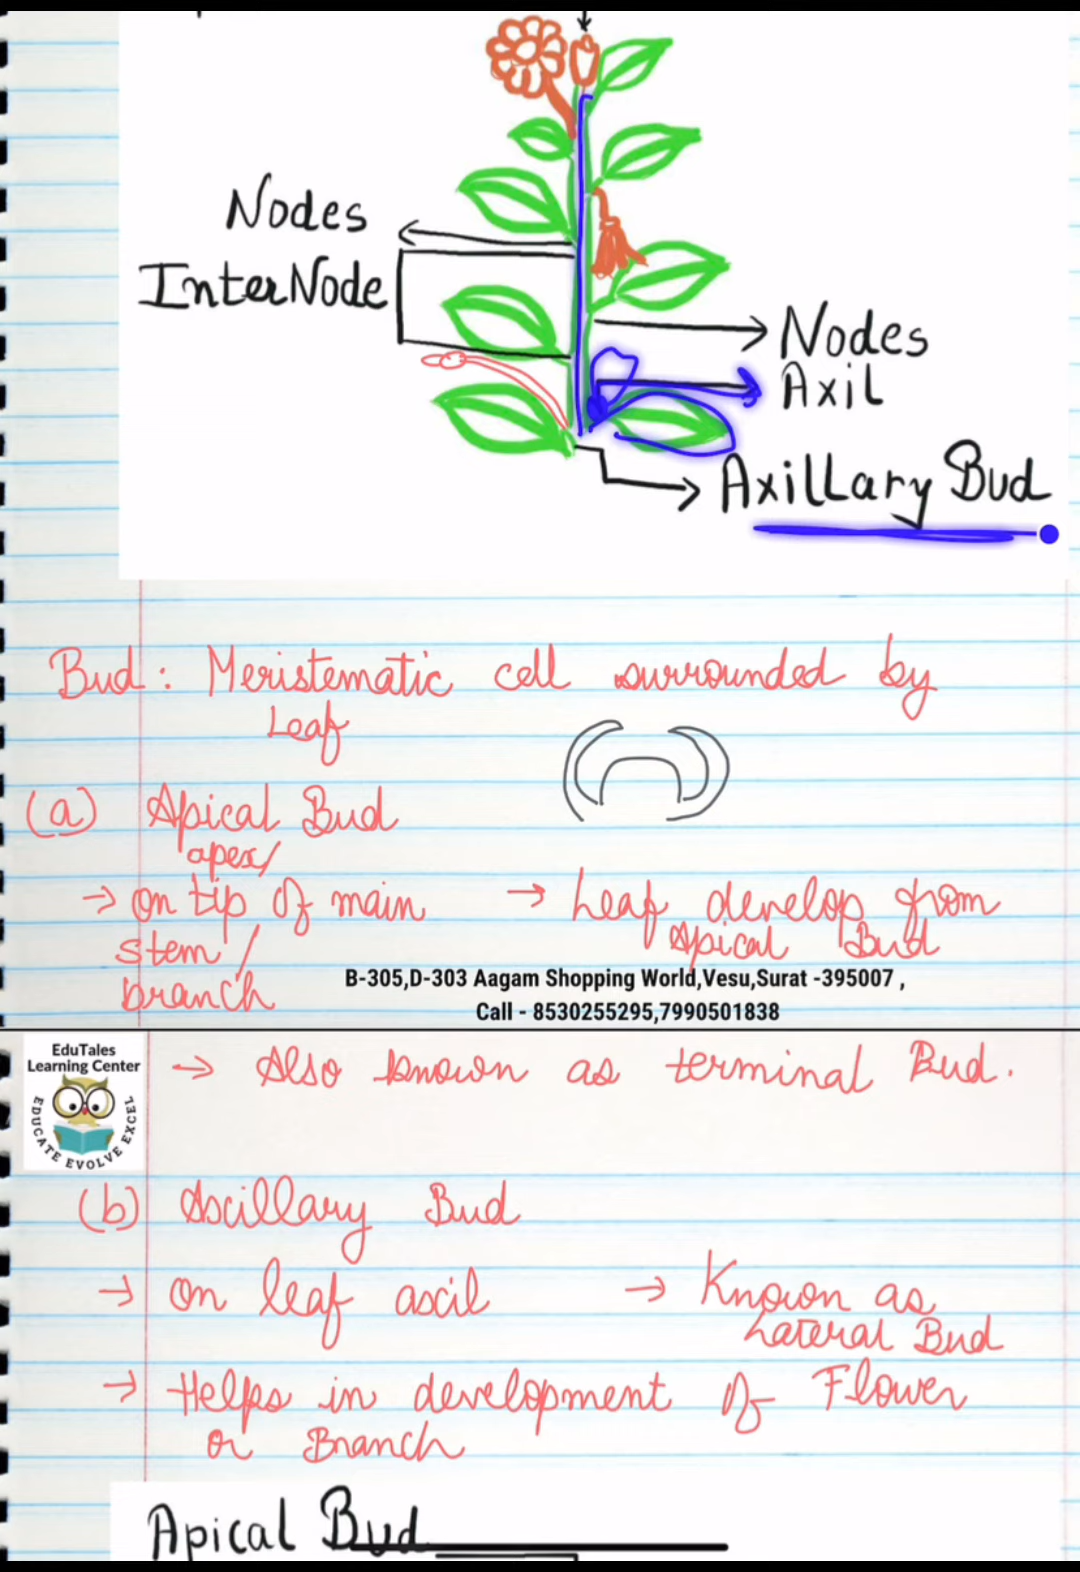 Nodes
InterNode
Nodes
Axil
Axillary Bud
Bud : Meristematic cell surrounded by
Leaf
(a) Apical Bud
apex/
→ on tip of main
stem /
branch
→ Leaf develop from
Apical Bud
B-305,D-303 Aagam Shopping World,Vesu,Surat -395007 ,
Call - 8530255295,7990501838
EduTales
Learning Center
EDUCATE EVOLVE EXCEL
→ Also known as terminal Bud.
(b) Axillary Bud
→ on leaf axil
→ Known as
Lateral Bud
→ Helps in development of Flower
or Branch
Apical Bud